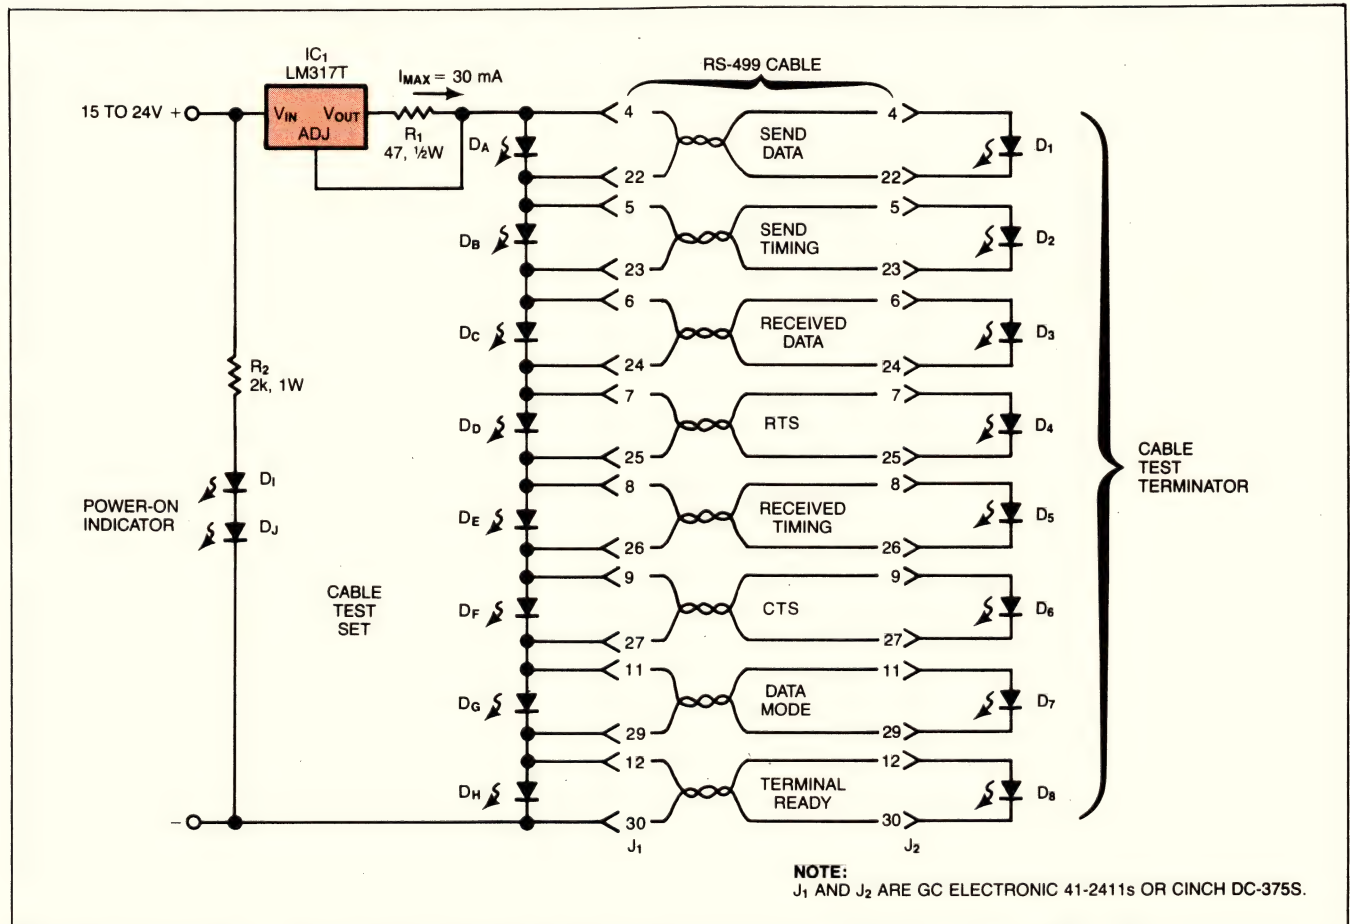 IC1
LM317T
IMAX = 30 mA
RS-499 CABLE
15 TO 24V +
VIN VOUT
ADJ
R1
47, ½W
DA
4
22
SEND
DATA
4
22
D1
DB
5
23
SEND
TIMING
5
23
D2
DC
6
24
RECEIVED
DATA
6
24
D3
R2
2k, 1W
DD
7
25
RTS
7
25
D4
POWER-ON
INDICATOR
DI
DJ
DE
8
26
RECEIVED
TIMING
8
26
D5
CABLE
TEST
TERMINATOR
CABLE
TEST
SET
DF
9
27
CTS
9
27
D6
DG
11
29
DATA
MODE
11
29
D7
DH
12
30
TERMINAL
READY
12
30
D8
–
J1
J2
NOTE:
J1 AND J2 ARE GC ELECTRONIC 41-2411s OR CINCH DC-375S.